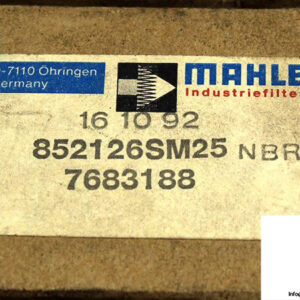 -7110 Öhringen
ermany
MAHLE
Industriefilte
16 10 92
852126SM25 NBR
7683188